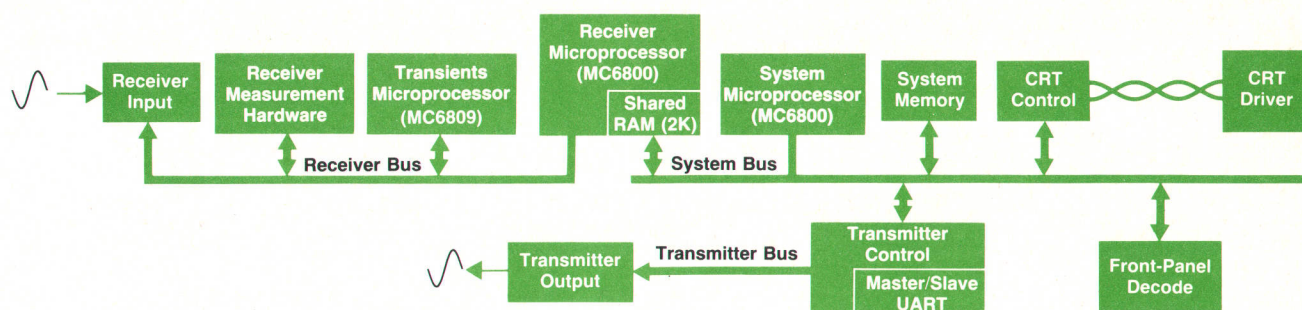 Receiver
Input
Receiver
Measurement
Hardware
Transients
Microprocessor
(MC6809)
Receiver
Microprocessor
(MC6800)
Shared
RAM (2K)
System
Microprocessor
(MC6800)
System
Memory
CRT
Control
CRT
Driver
Receiver Bus
System Bus
Transmitter
Output
Transmitter Bus
Transmitter
Control
Master/Slave
UART
Front-Panel
Decode